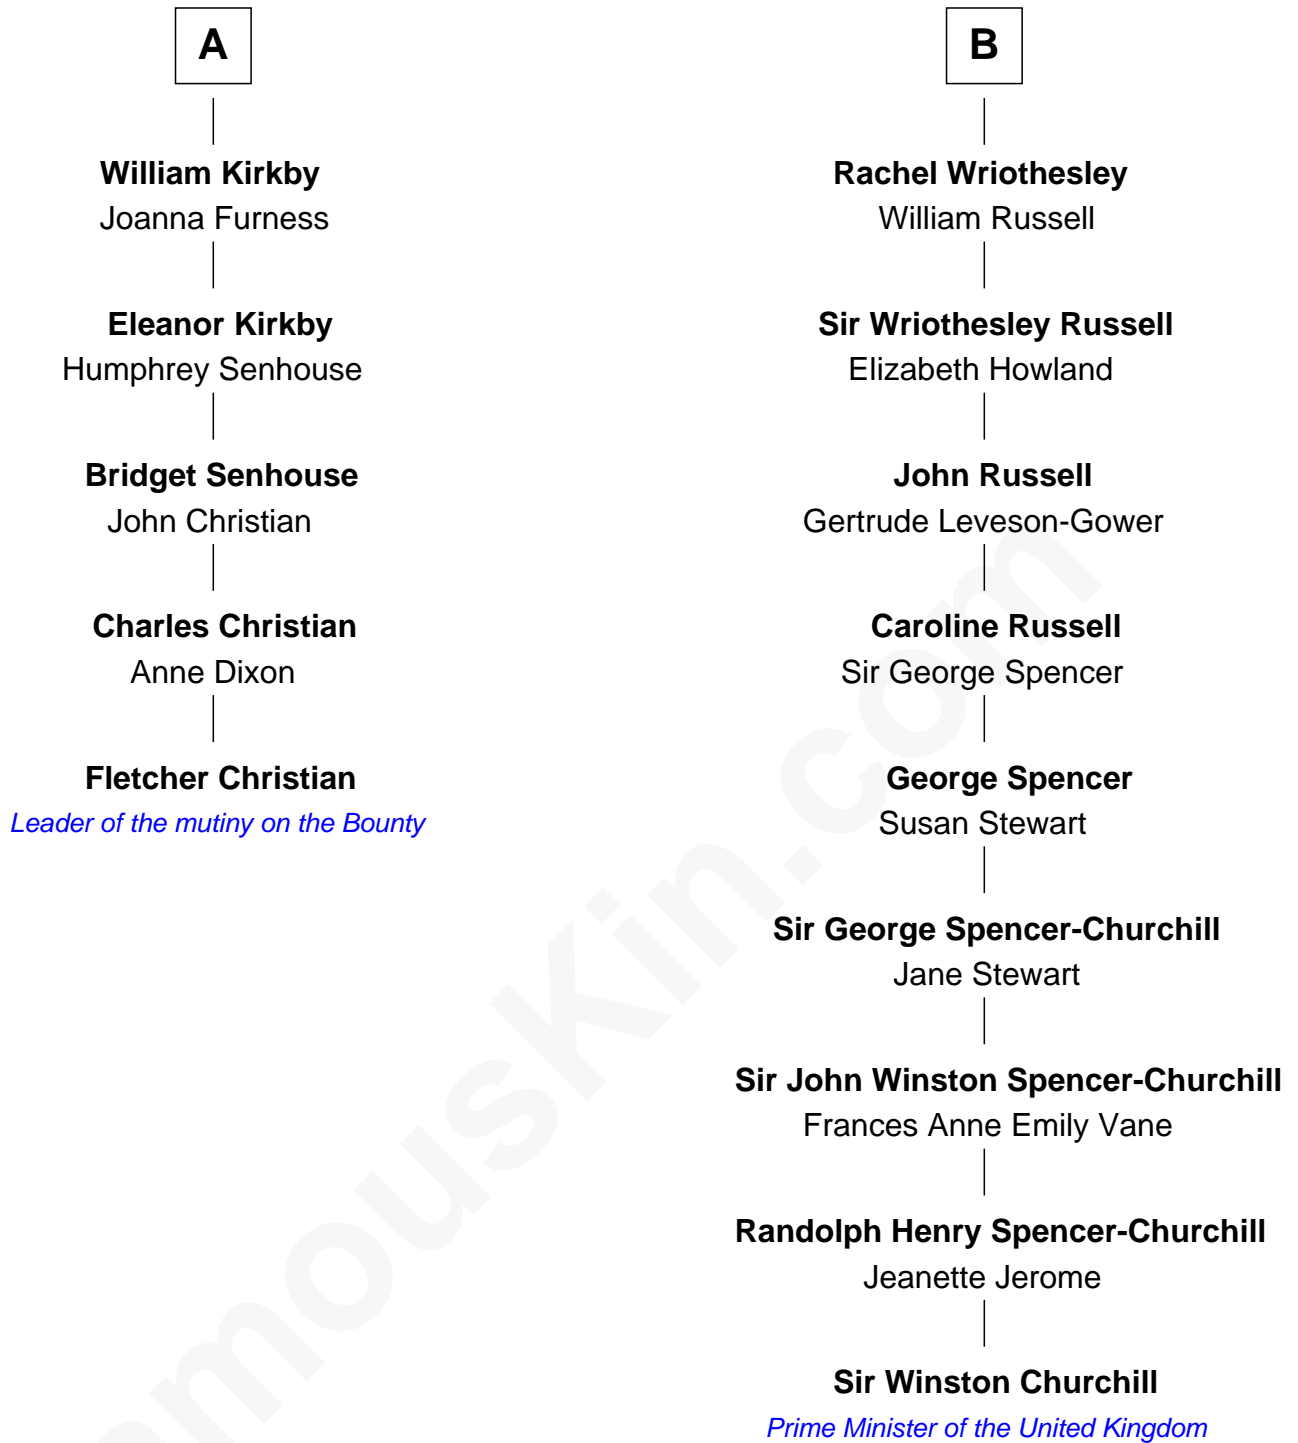 A
William Kirkby
Joanna Furness
Eleanor Kirkby
Humphrey Senhouse
Bridget Senhouse
John Christian
Charles Christian
Anne Dixon
Fletcher Christian
Leader of the mutiny on the Bounty
B
Rachel Wriothesley
William Russell
Sir Wriothesley Russell
Elizabeth Howland
John Russell
Gertrude Leveson-Gower
Caroline Russell
Sir George Spencer
George Spencer
Susan Stewart
Sir George Spencer-Churchill
Jane Stewart
Sir John Winston Spencer-Churchill
Frances Anne Emily Vane
Randolph Henry Spencer-Churchill
Jeanette Jerome
Sir Winston Churchill
Prime Minister of the United Kingdom
amousKin.com